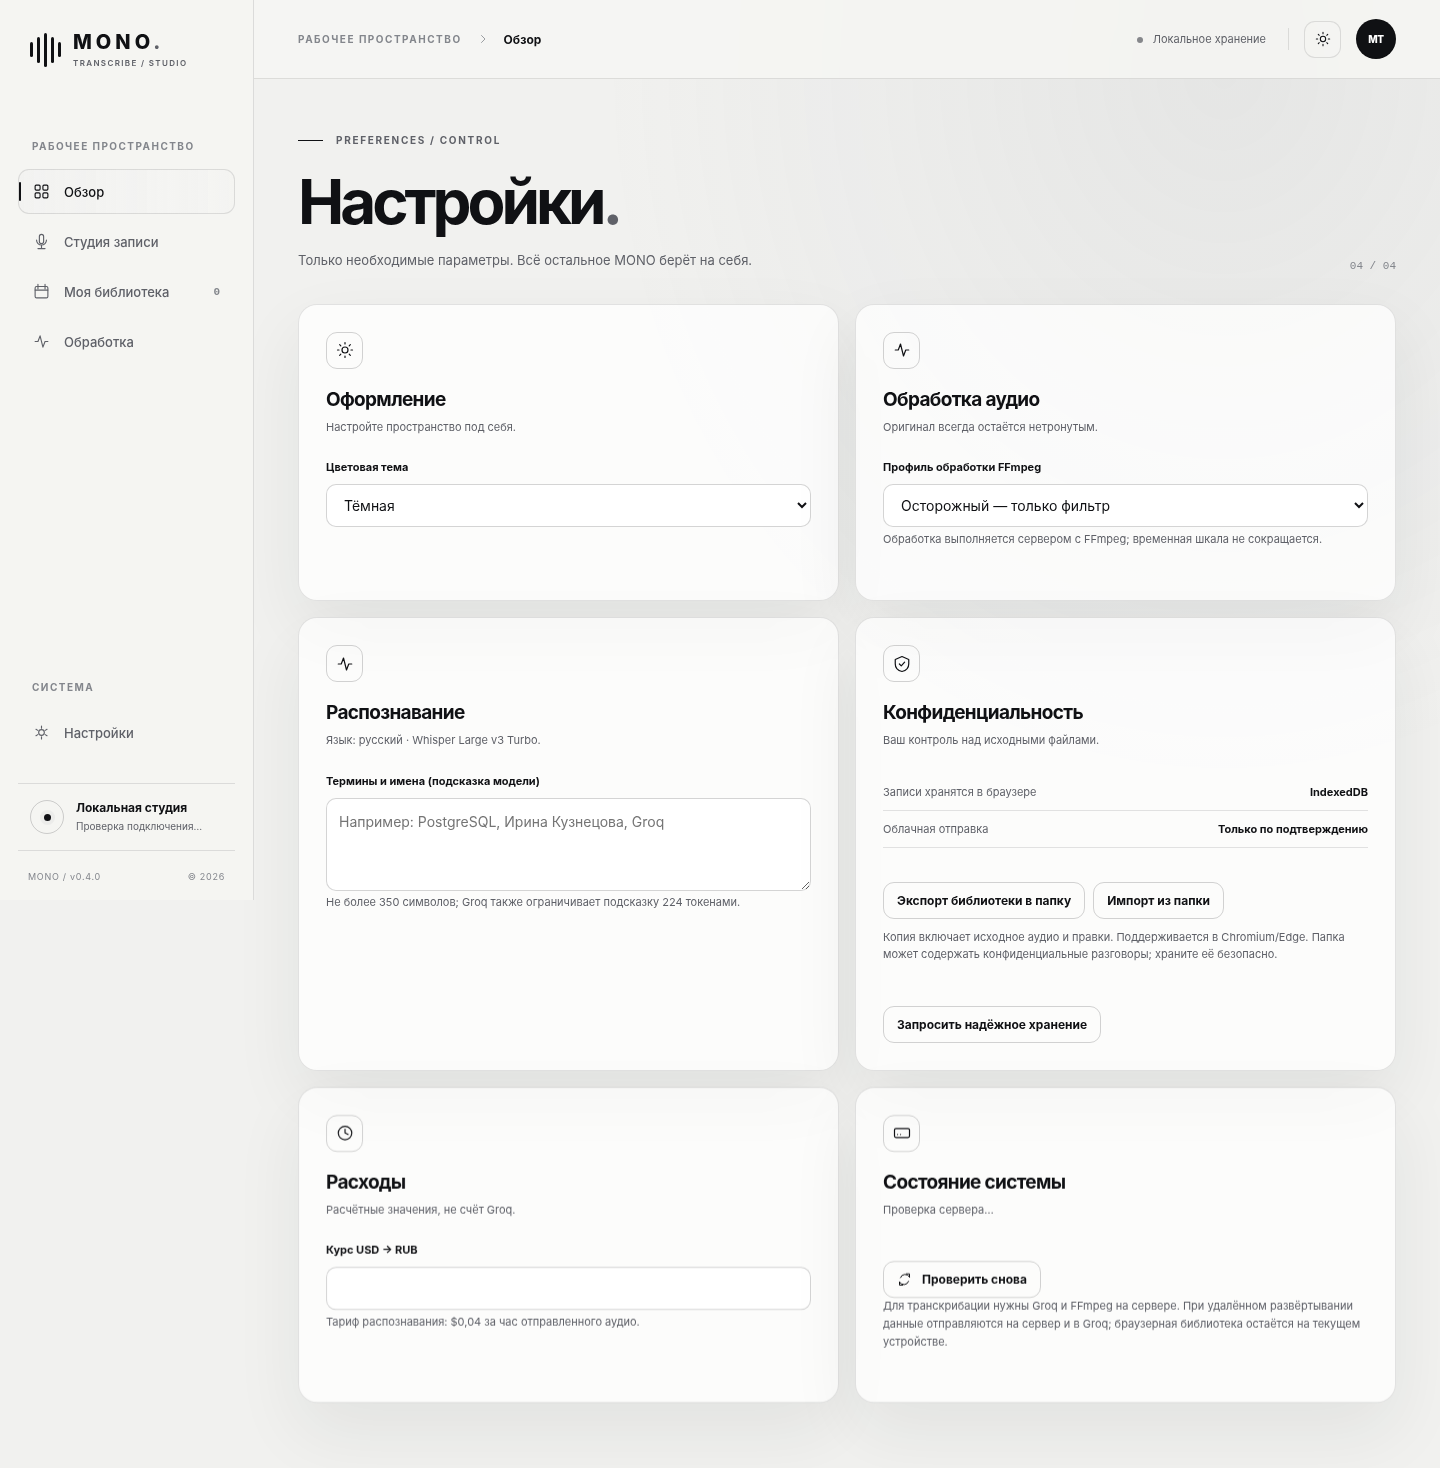 MONO.
TRANSCRIBE / STUDIO
РАБОЧЕЕ ПРОСТРАНСТВО
Обзор
Студия записи
Моя библиотека 0
Обработка
СИСТЕМА
Настройки
Локальная студия
Проверка подключения...
MONO / v0.4.0 © 2026
РАБОЧЕЕ ПРОСТРАНСТВО Обзор
Локальное хранение
MT
PREFERENCES / CONTROL
Настройки.
Только необходимые параметры. Всё остальное MONO берёт на себя.
04 / 04
Оформление
Настройте пространство под себя.
Цветовая тема
Тёмная
Обработка аудио
Оригинал всегда остаётся нетронутым.
Профиль обработки FFmpeg
Осторожный — только фильтр
Обработка выполняется сервером с FFmpeg; временная шкала не сокращается.
Распознавание
Язык: русский · Whisper Large v3 Turbo.
Термины и имена (подсказка модели)
Например: PostgreSQL, Ирина Кузнецова, Groq
Не более 350 символов; Groq также ограничивает подсказку 224 токенами.
Конфиденциальность
Ваш контроль над исходными файлами.
Записи хранятся в браузере IndexedDB
Облачная отправка Только по подтверждению
Экспорт библиотеки в папку Импорт из папки
Копия включает исходное аудио и правки. Поддерживается в Chromium/Edge. Папка
может содержать конфиденциальные разговоры; храните её безопасно.
Запросить надёжное хранение
Расходы
Расчётные значения, не счёт Groq.
Курс USD → RUB
Тариф распознавания: $0,04 за час отправленного аудио.
Состояние системы
Проверка сервера...
Проверить снова
Для транскрибации нужны Groq и FFmpeg на сервере. При удалённом развёртывании
данные отправляются на сервер и в Groq; браузерная библиотека остаётся на текущем
устройстве.